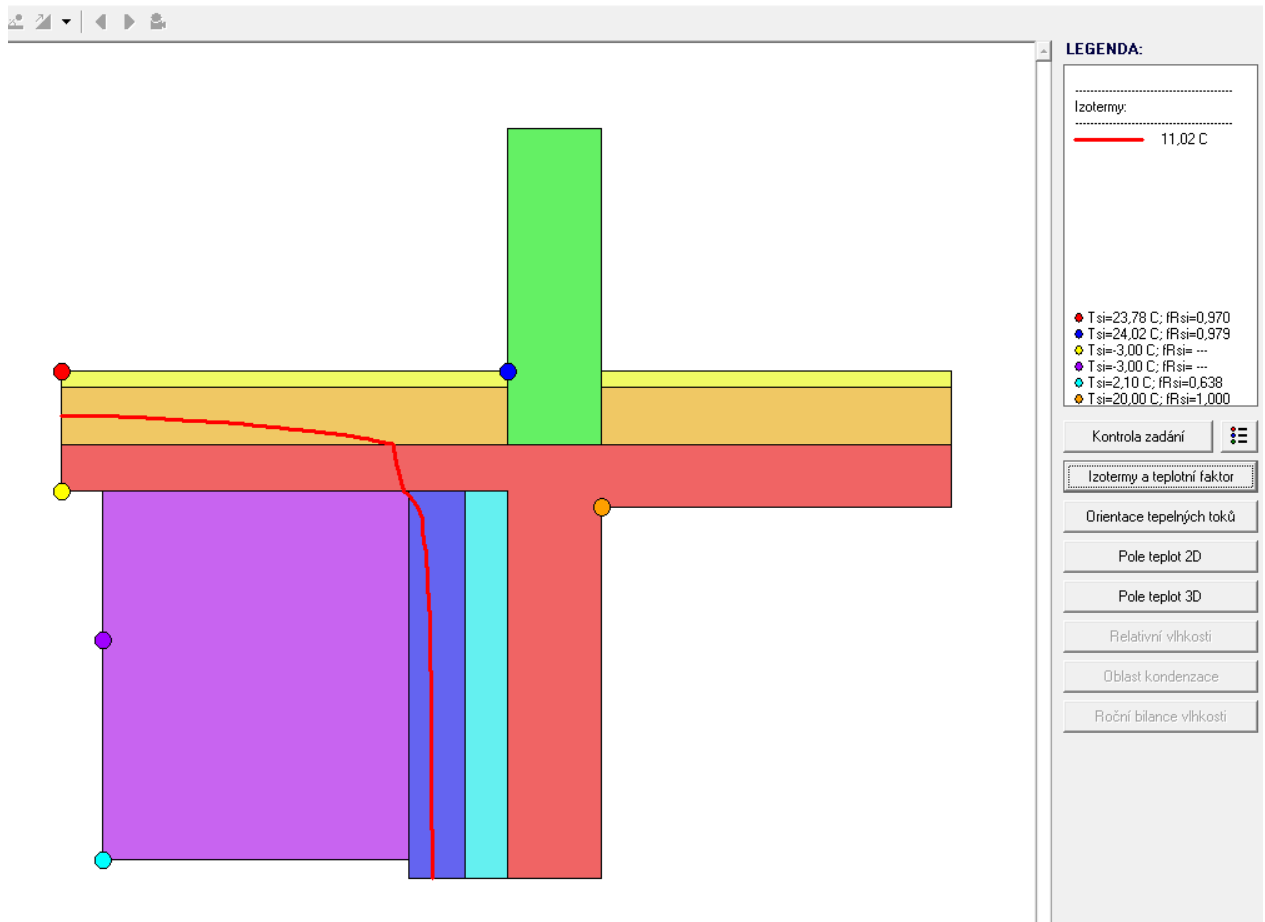 LEGENDA:
Izotermy:
11,02 C
Tsi=23,78 C; fRsi=0,970
Tsi=24,02 C; fRsi=0,979
Tsi=-3,00 C; fRsi= ---
Tsi=-3,00 C; fRsi= ---
Tsi=2,10 C; fRsi=0,638
Tsi=20,00 C; fRsi=1,000
Kontrola zadání
Izotermy a teplotní faktor
Orientace tepelných toků
Pole teplot 2D
Pole teplot 3D
Relativní vlhkosti
Oblast kondenzace
Roční bilance vlhkosti